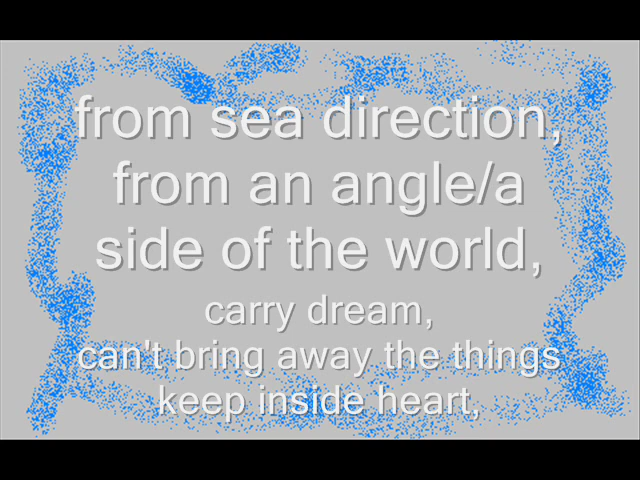 from sea direction,
from an angle/a
side of the world,
carry dream,
can't bring away the things
keep inside heart,